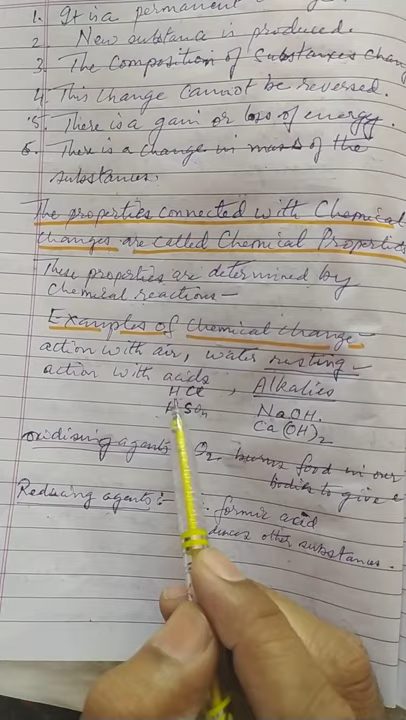 1. It is a permanent
2. New substance is produced.
3. The composition of substances chan
4. This change cannot be reversed.
5. There is a gain or loss of energy.
6. There is a change in mass of the
substances.
The properties connected with Chemical
Changes are called Chemical Properties
These properties are determined by
chemical reactions -
Examples of Chemical change -
action with air, water rusting -
action with acids, Alkalies
HCl NaOH,
H SO4 Ca(OH)2
oxidising agents O2 burns food in our
bodies to give e
Reducing agents : formic acid
other substances.